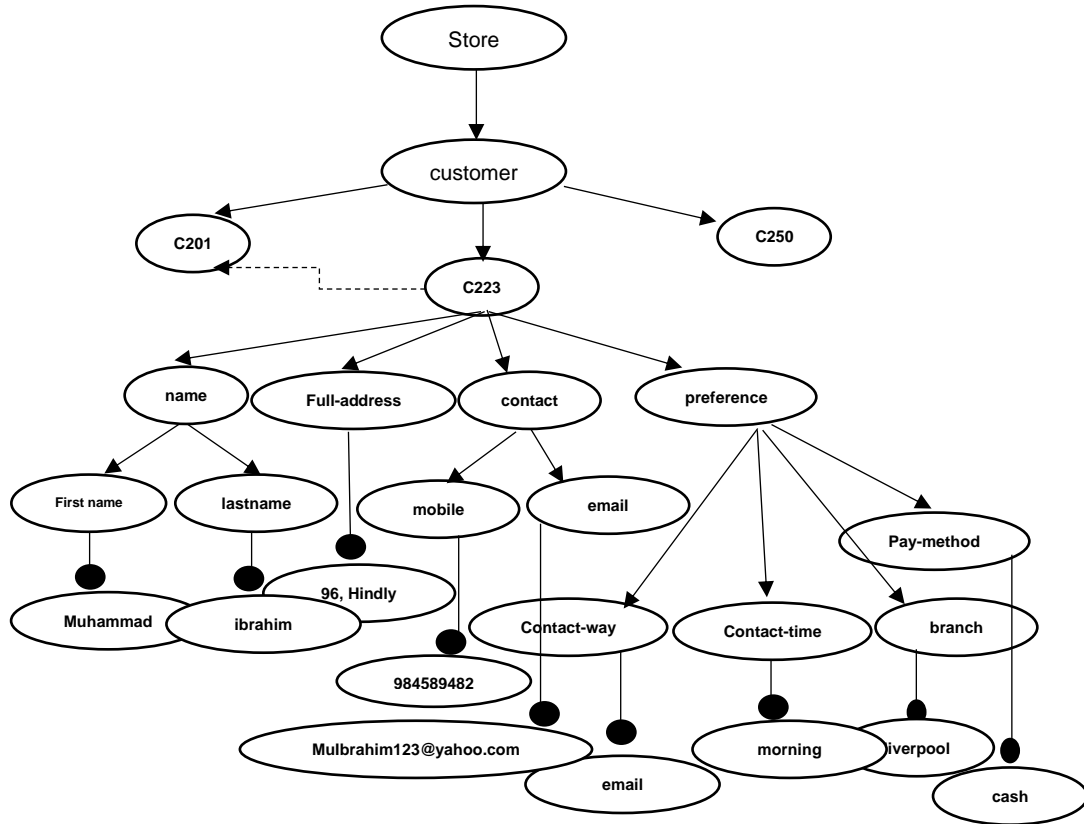 Store
customer
C201
C250
C223
name
Full-address
contact
preference
First name
lastname
mobile
email
Pay-method
96, Hindly
Muhammad
ibrahim
Contact-way
Contact-time
branch
984589482
Mulbrahim123@yahoo.com
morning
iverpool
email
cash